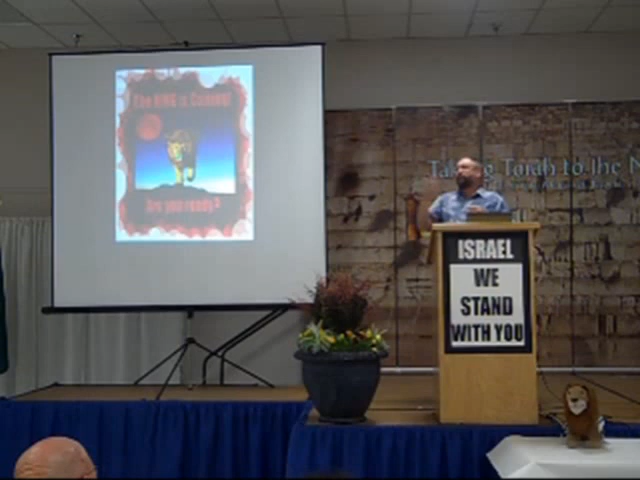 The KING is Coming!
Are you ready?
Torah to the
ISRAEL
WE
STAND
WITH YOU